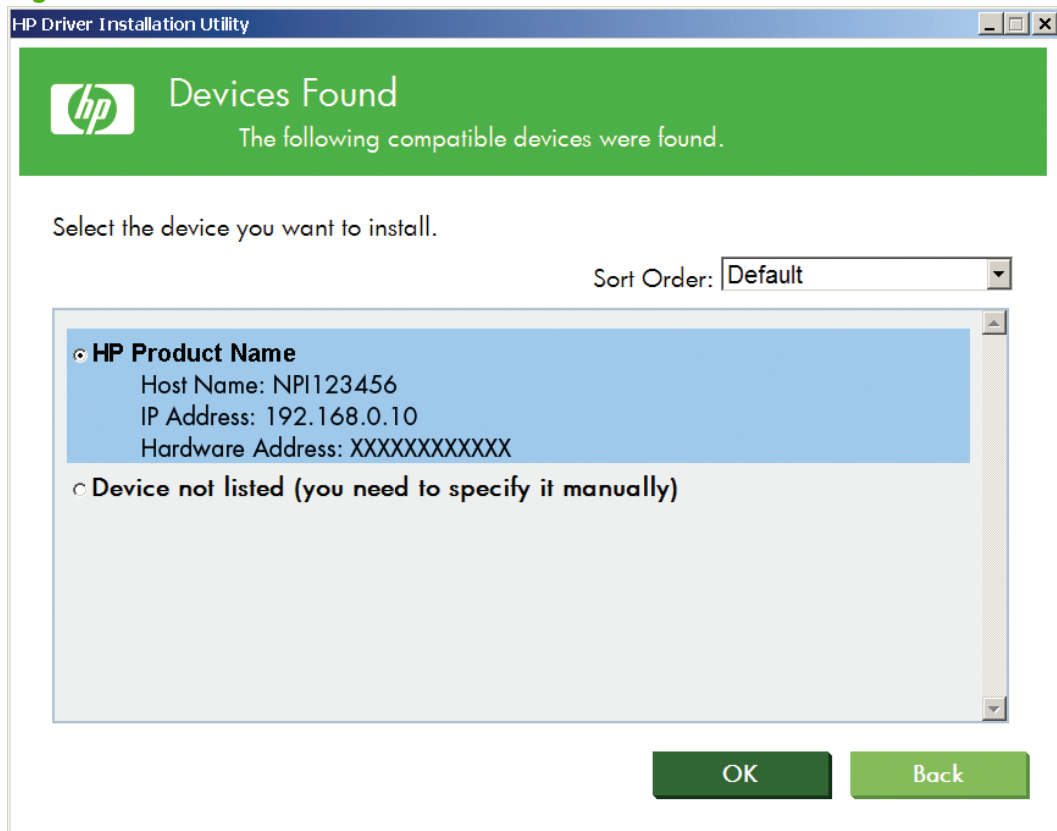 HP Driver Installation Utility
hp
Devices Found
The following compatible devices were found.
Select the device you want to install.
Sort Order: Default
HP Product Name
Host Name: NPI123456
IP Address: 192.168.0.10
Hardware Address: XXXXXXXXXXXX
Device not listed (you need to specify it manually)
OK Back